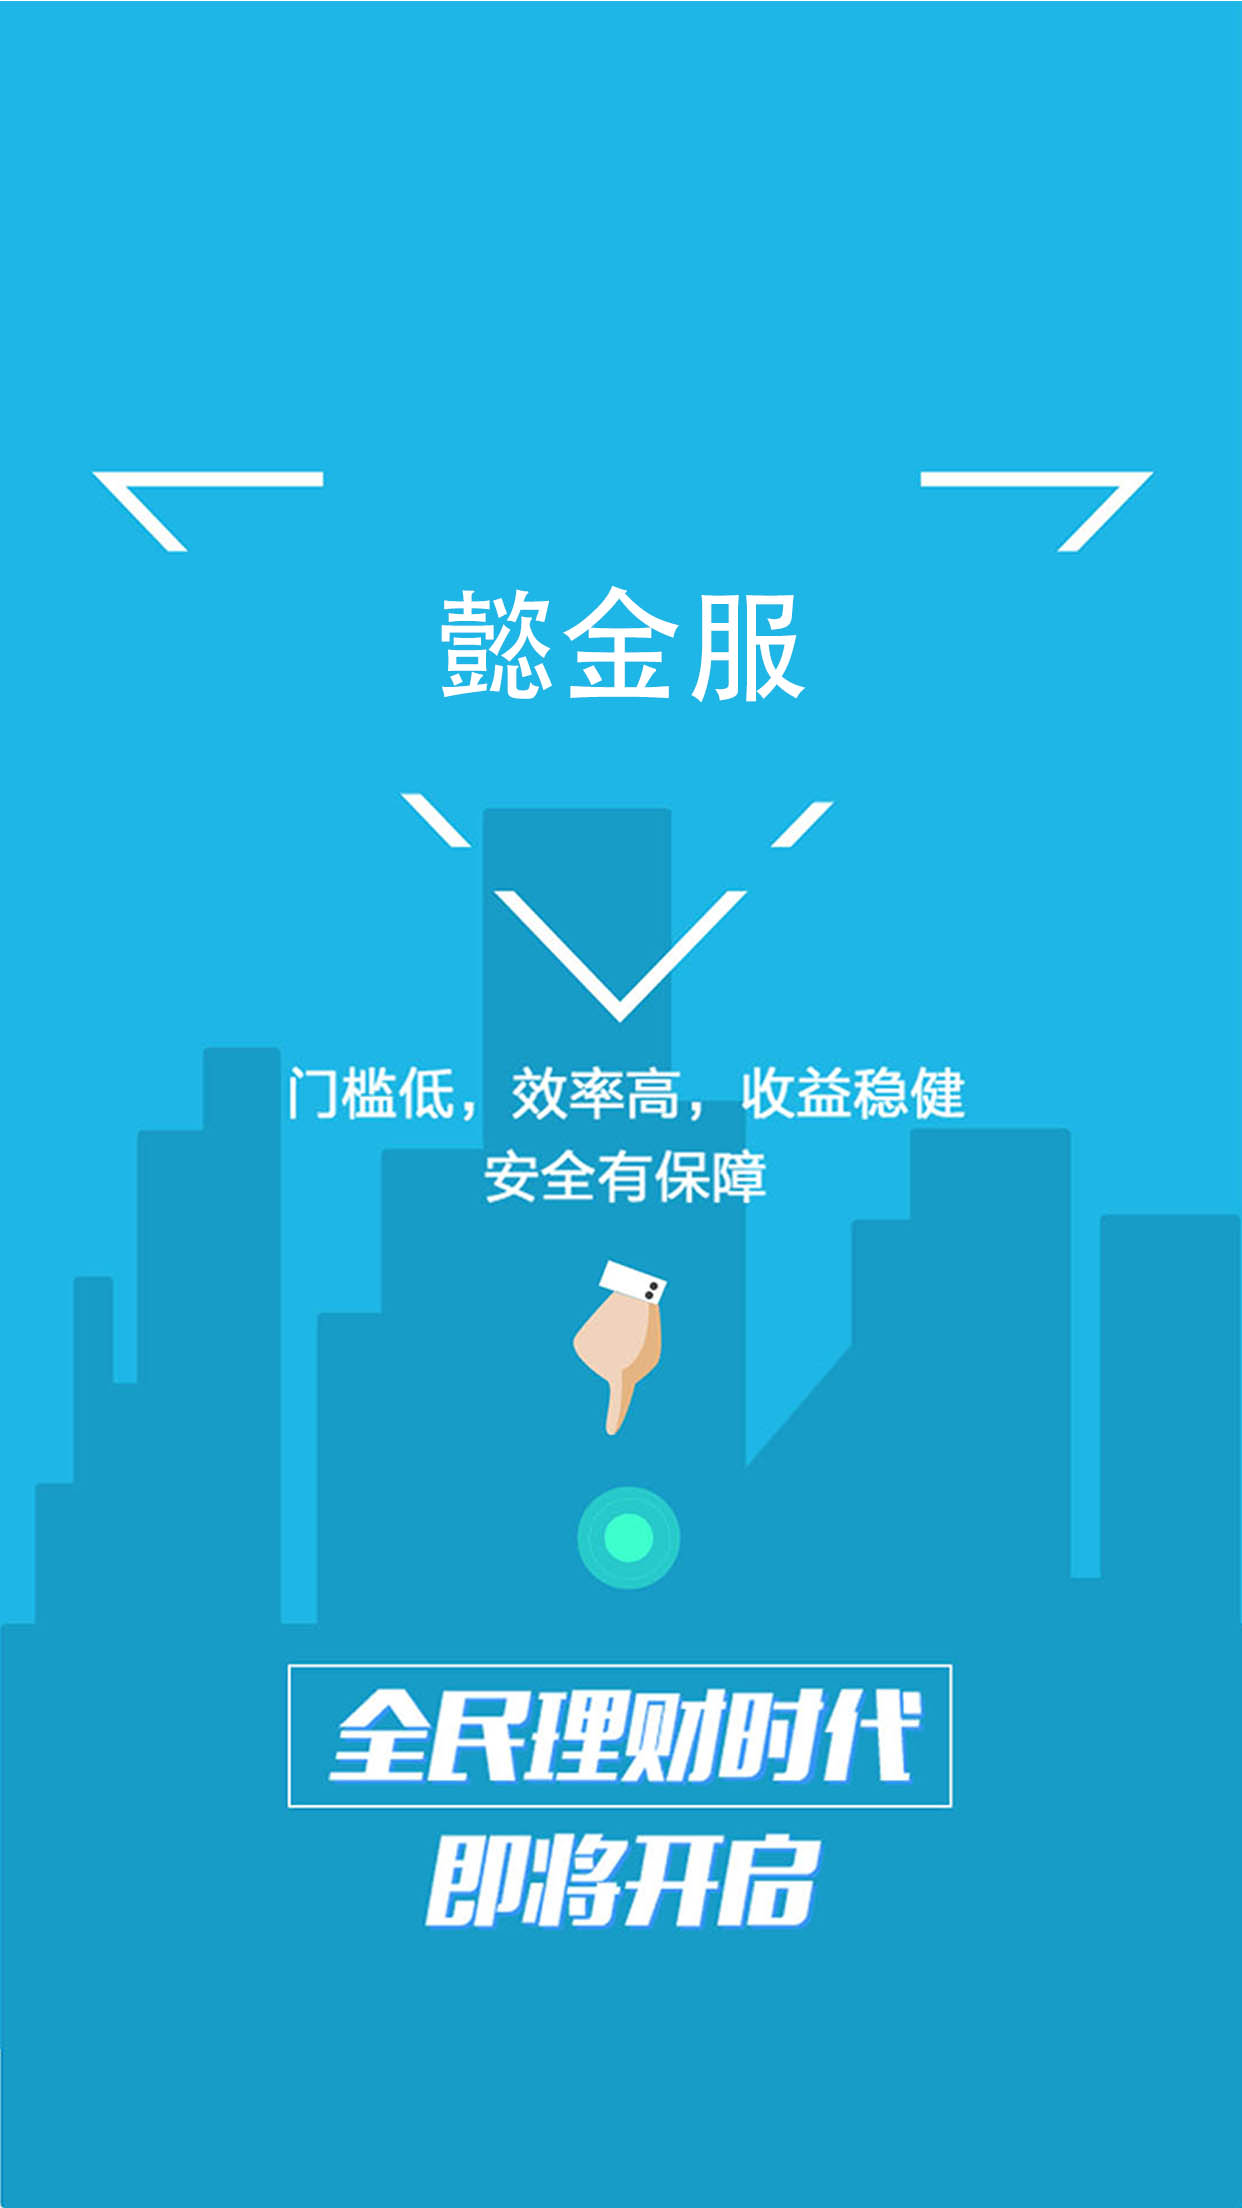 懿金服
门槛低，效率高，收益稳健
安全有保障
全民理财时代
即将开启